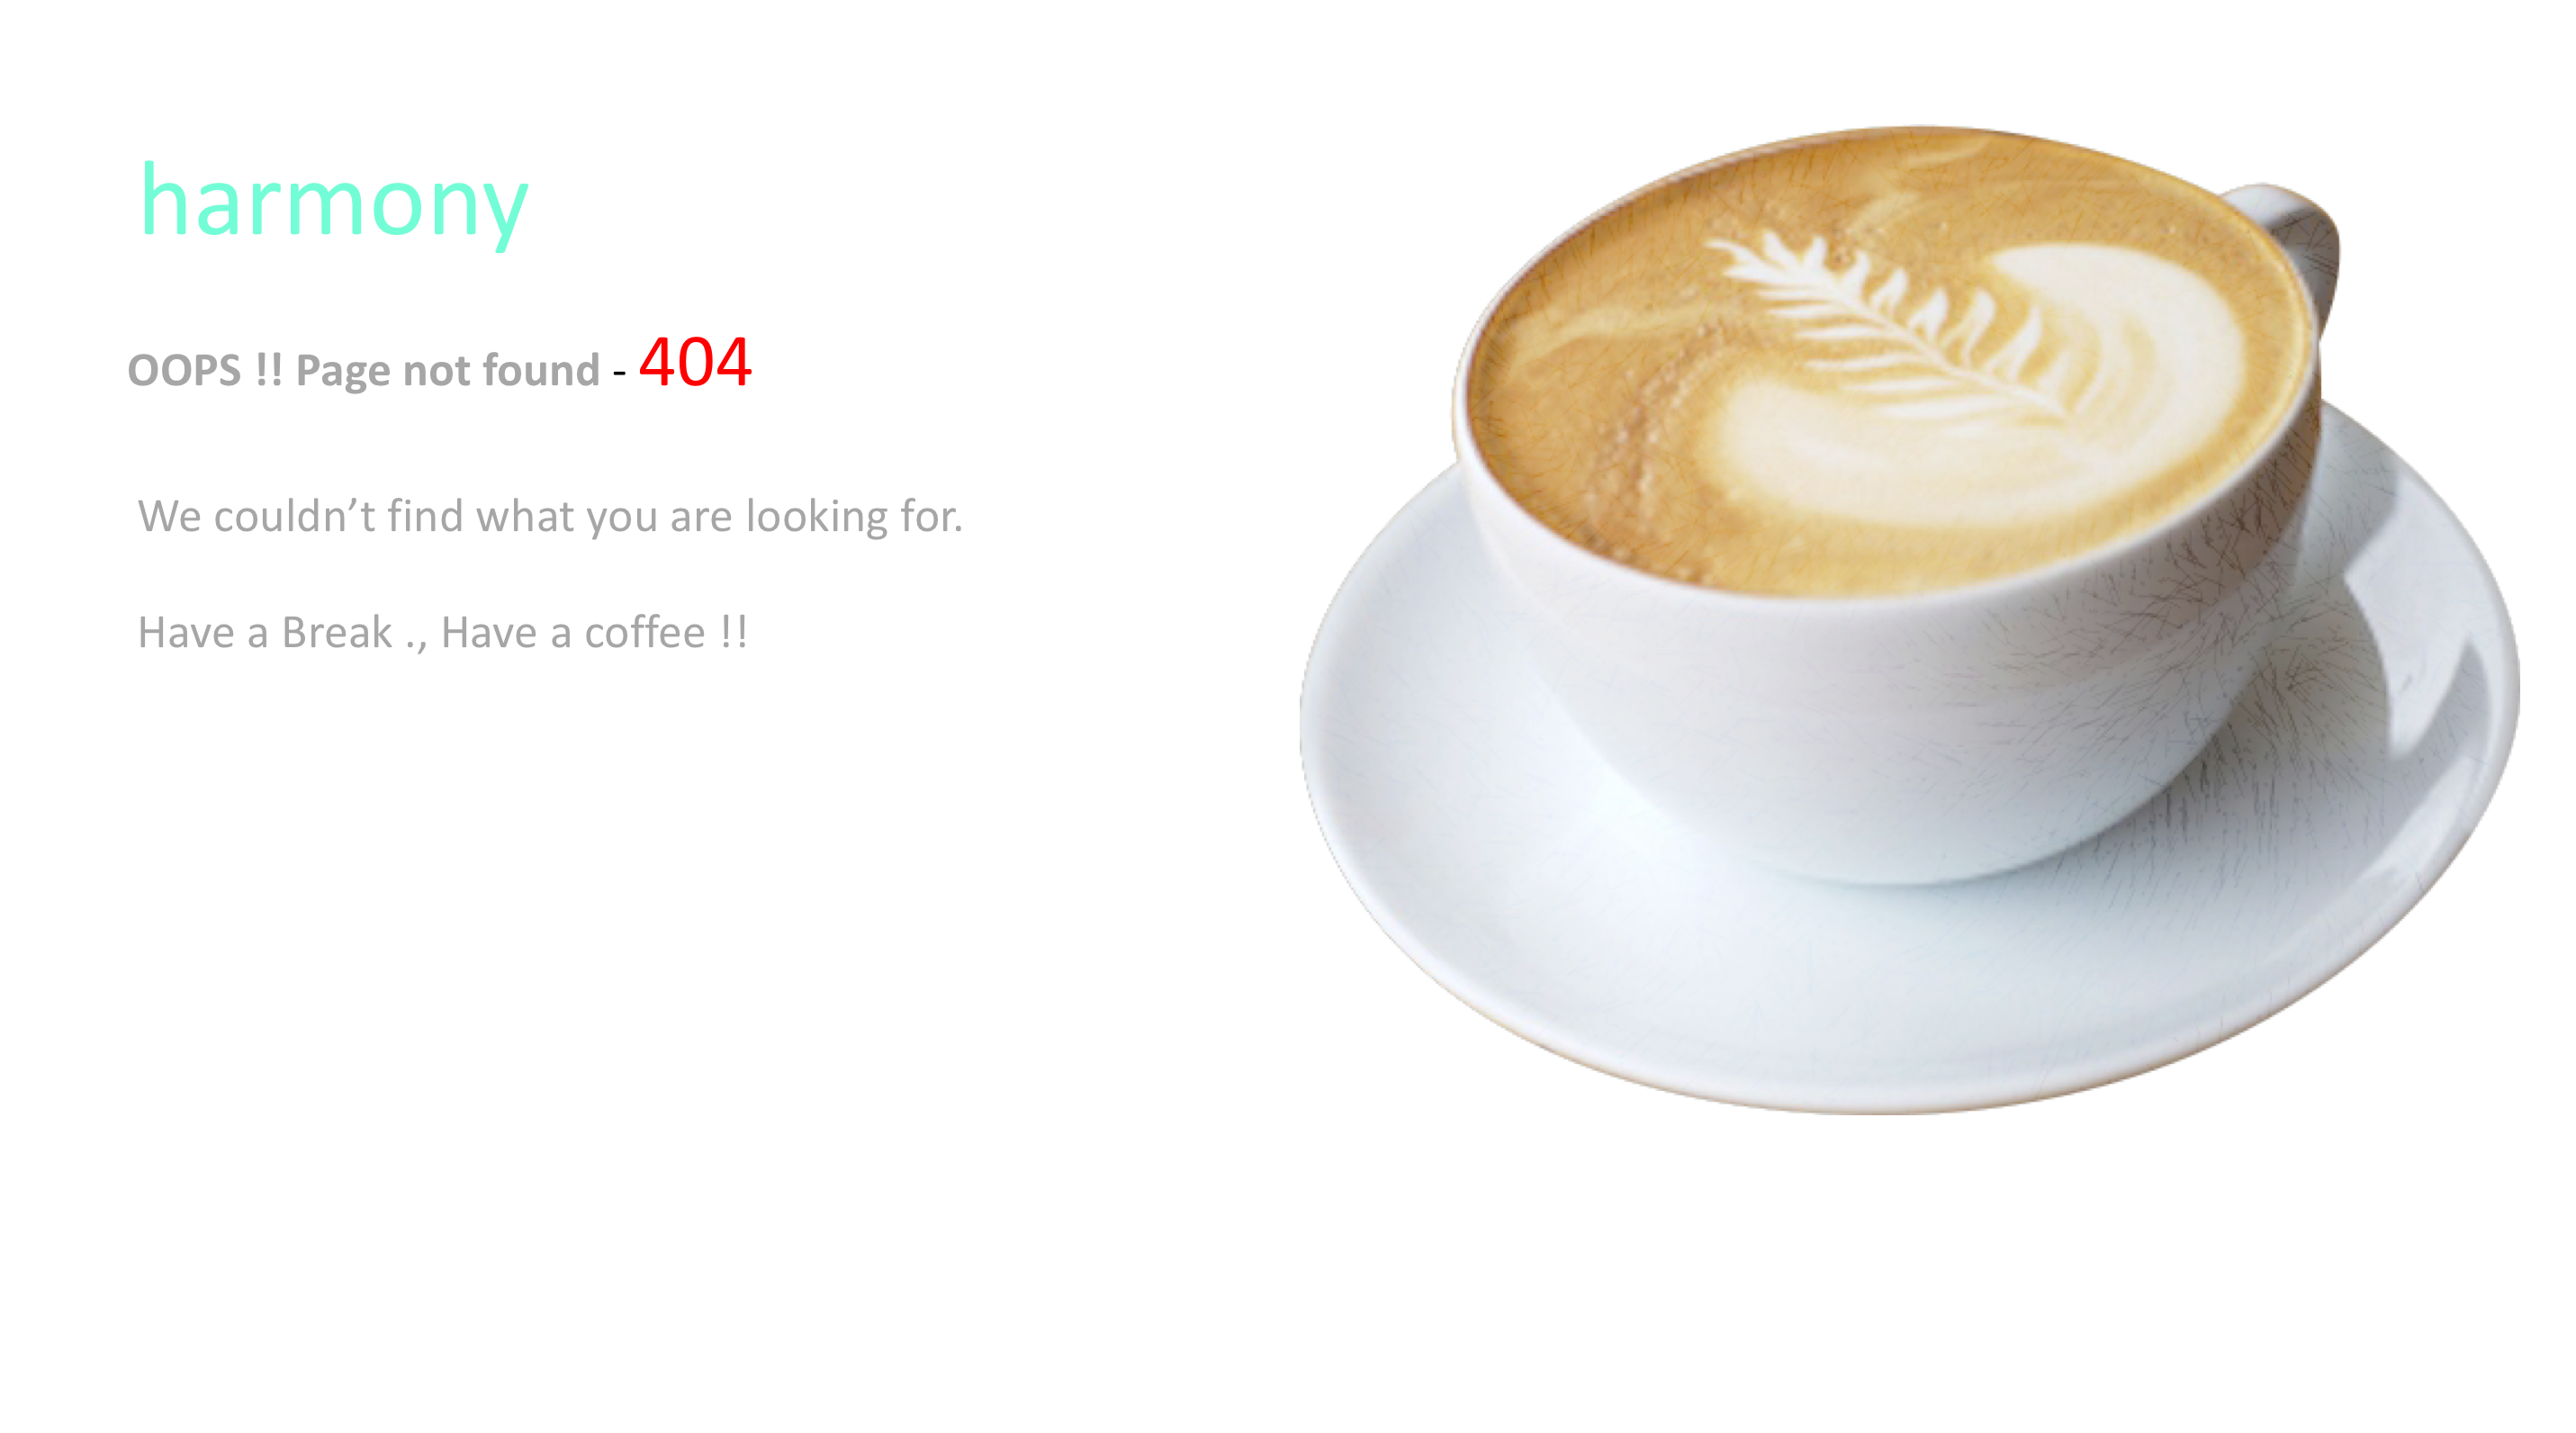 harmony
OOPS !! Page not found - 404
We couldn’t find what you are looking for.
Have a Break ., Have a coffee !!